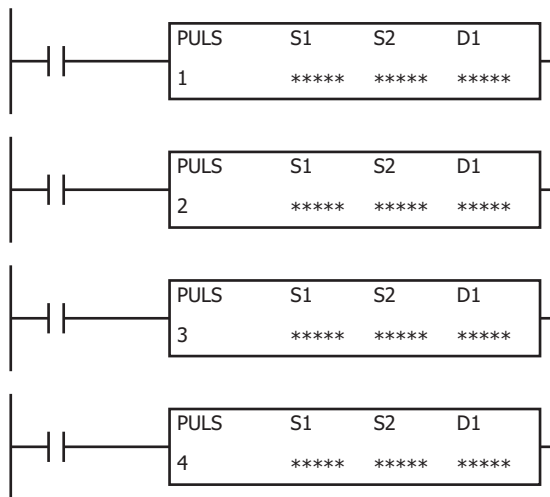 PULS S1 S2 D1
1 ***** ***** *****
PULS S1 S2 D1
2 ***** ***** *****
PULS S1 S2 D1
3 ***** ***** *****
PULS S1 S2 D1
4 ***** ***** *****